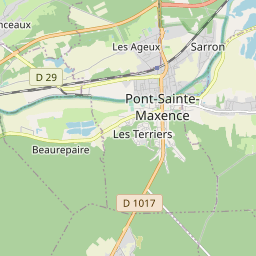 nceaux
Les Ageux
Sarron
D 29
Pont-Sainte-
Maxence
Les Terriers
Beaurepaire
D 1017